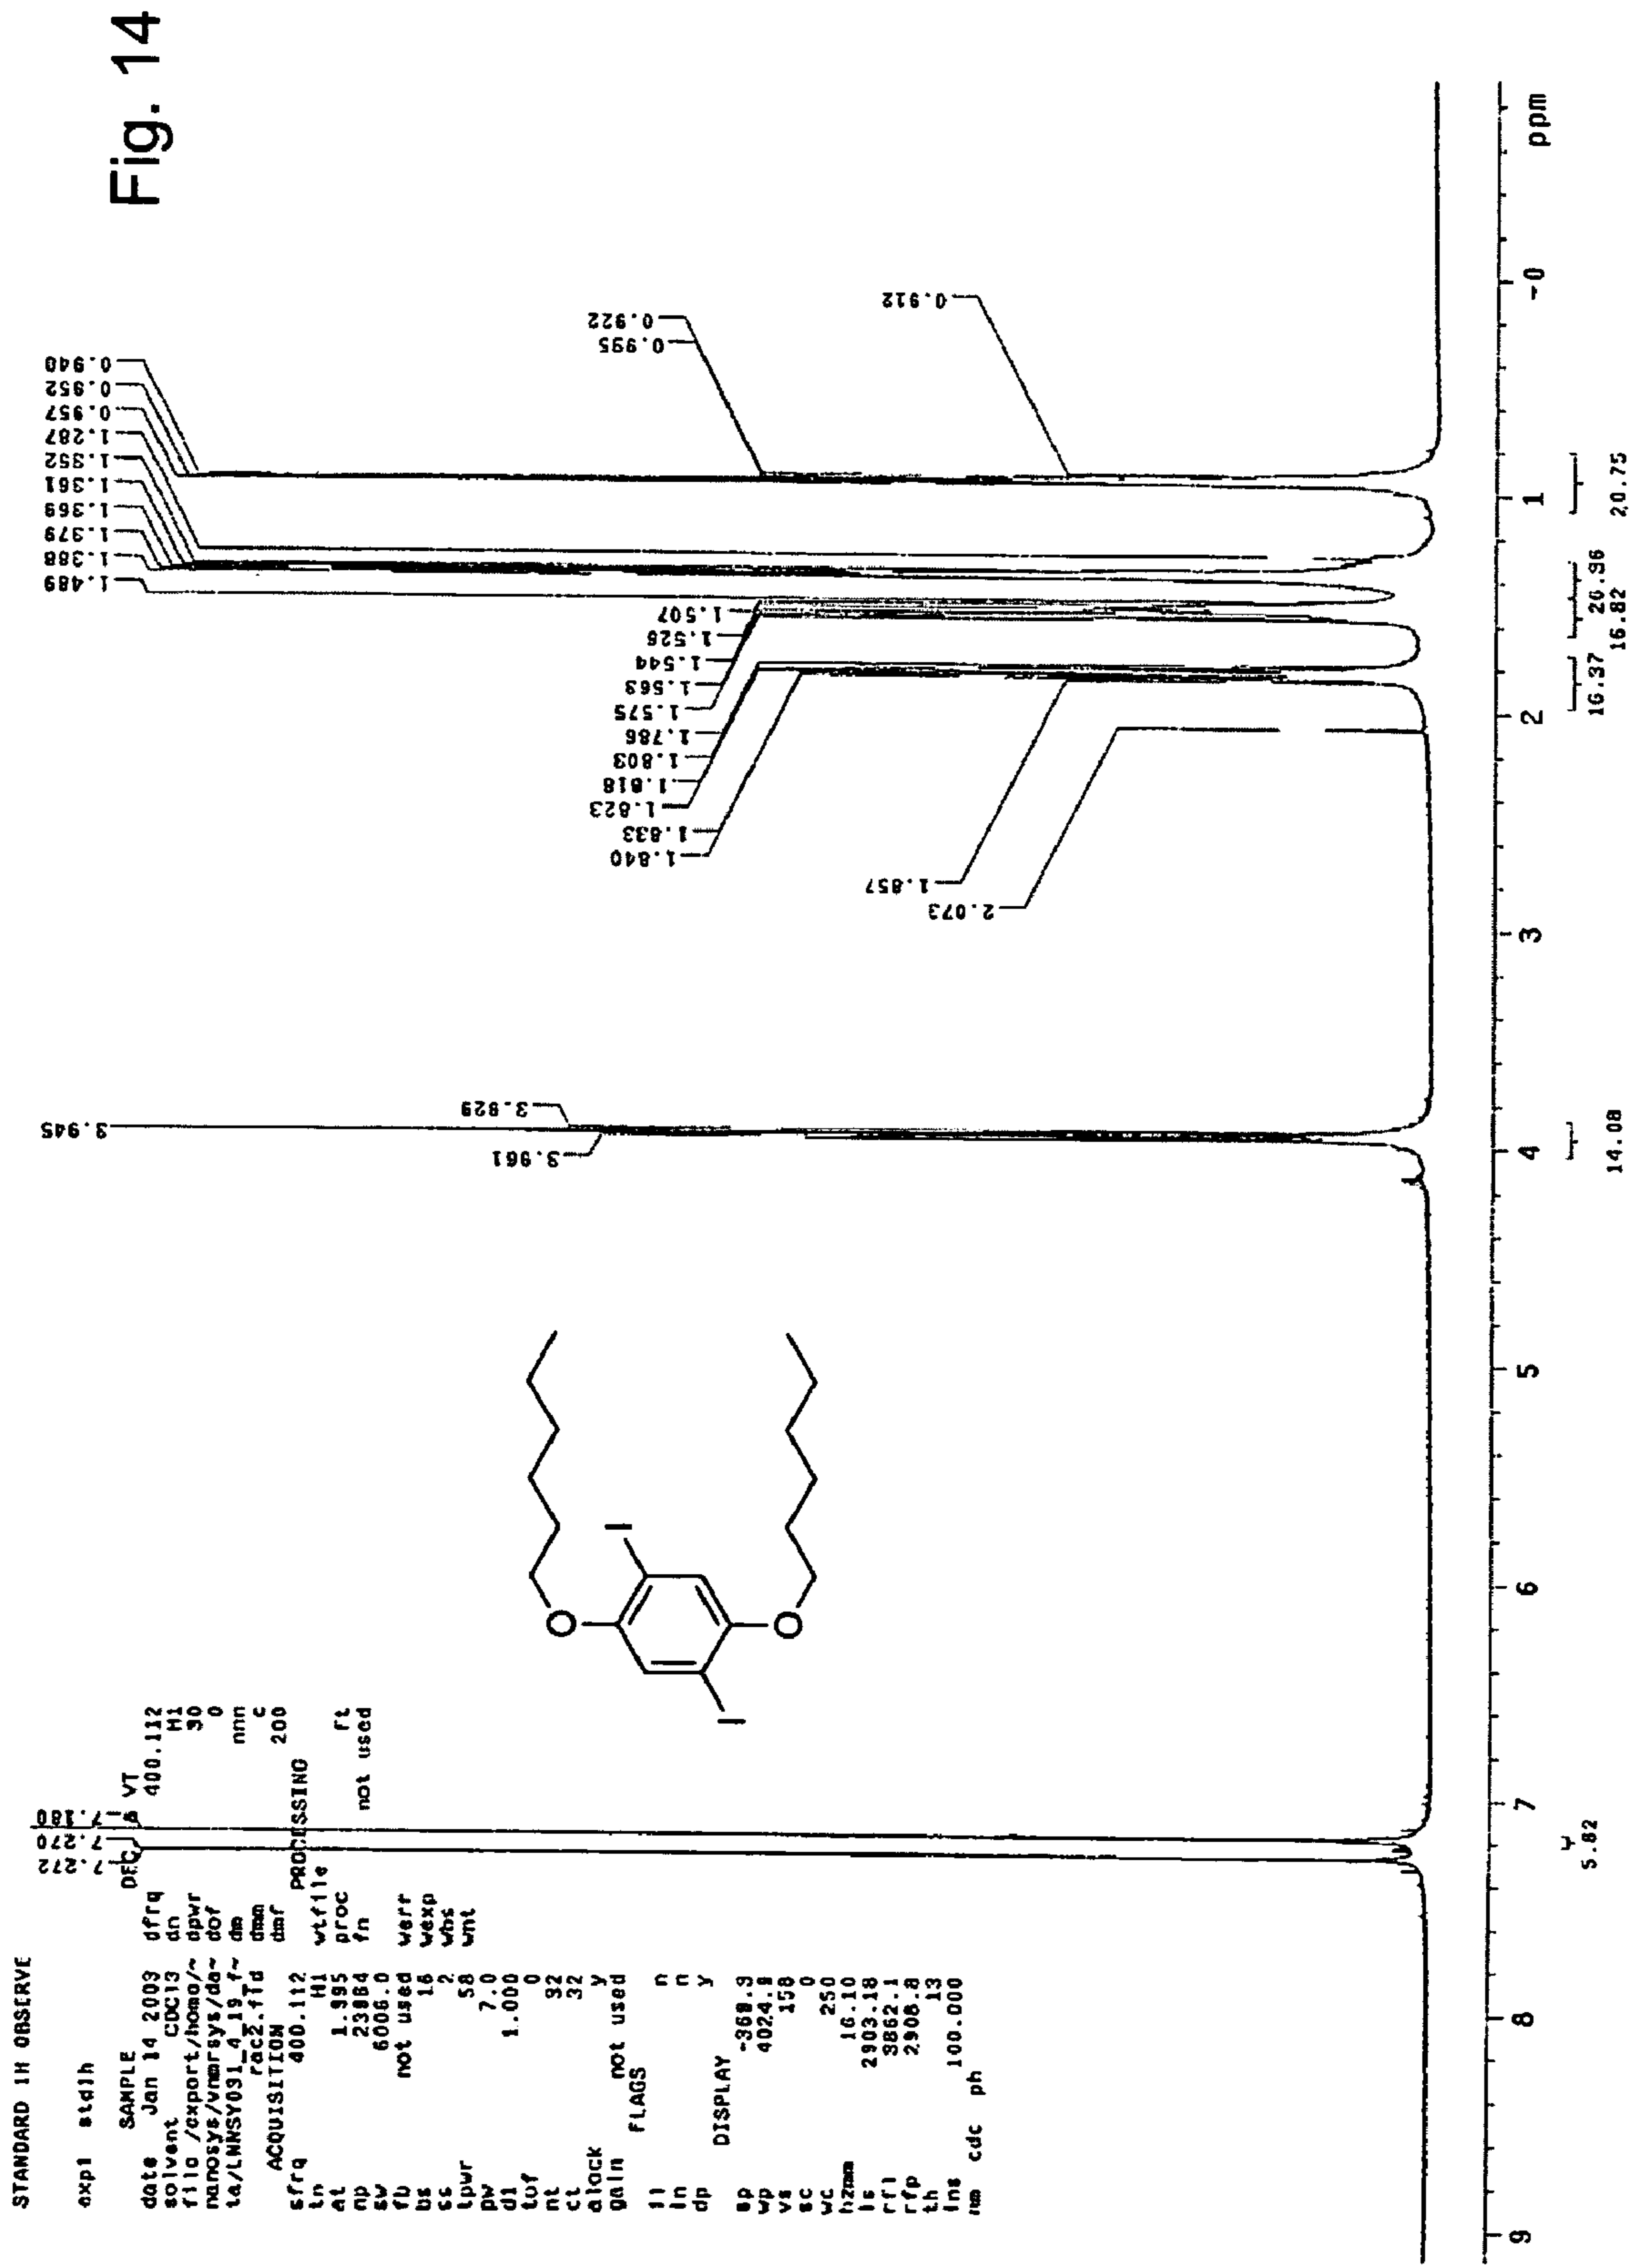 Fig. 14
STANDARD 1H OBSERVE
exp1 std1h
SAMPLE
date Jan 14 2003
solvent CDCl3
file /export/home/~
nanosys/vnmrsys/da~
ta/LNNSY031_4_19_f~
rac2.fid
ACQUISITION
sfrq 400.112
tn H1
at 1.995
np 23964
sw 6006.0
fb not used
bs 16
ss 2
tpwr 58
pw 7.0
d1 1.000
tof 0
nt 32
ct 32
alock y
gain not used
FLAGS
il n
in n
dp y
DISPLAY
sp -369.3
wp 4024.9
vs 158
sc 0
wc 250
hzmm 16.10
is 2903.18
rfl 3862.1
rfp 2908.8
th 13
ins 100.000
nm cdc ph
DEC. & VT
dfrq 400.112
dn H1
dpwr 30
dof 0
dm nnn
dmm c
dmf 200
PROCESSING
wtfile
proc ft
fn not used
werr
wexp
wbs
wnt
7.272
7.270
7.180
3.945
3.929
3.961
0.940
0.952
0.957
1.287
1.352
1.361
1.369
1.379
1.388
1.489
1.507
1.526
1.544
1.563
1.575
1.786
1.803
1.818
1.823
1.833
1.840
1.857
2.073
0.922
0.995
0.912
O
I
I
O
9 8 7 6 5 4 3 2 1 -0 ppm
5.82
14.08
16.37
16.82
26.36
20.75